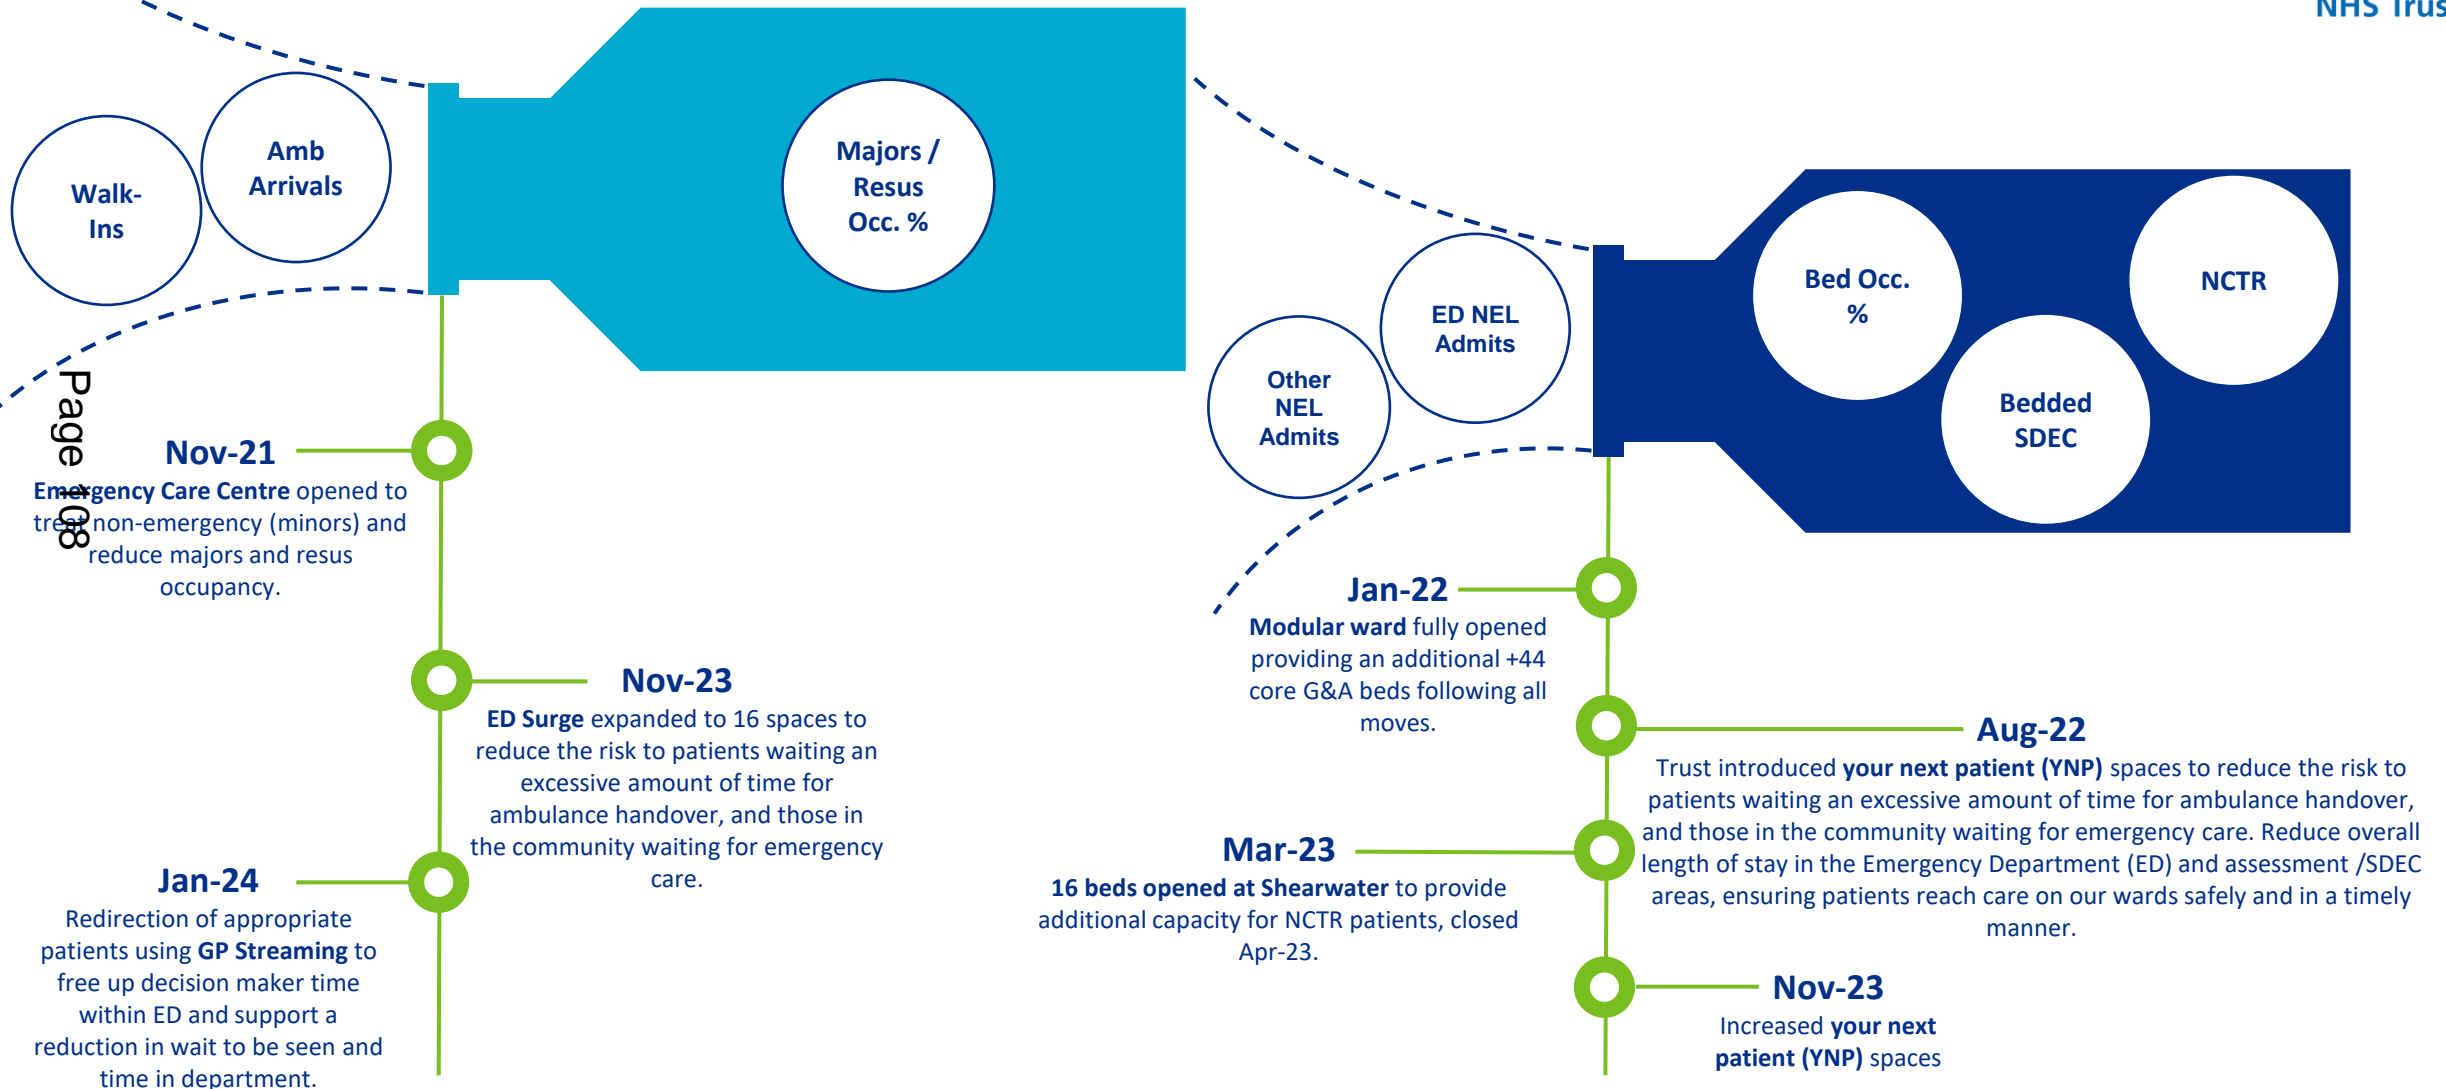 NHS Trus
Walk-
Ins
Amb
Arrivals
Majors /
Resus
Occ. %
Other
NEL
Admits
ED NEL
Admits
Bed Occ.
%
Bedded
SDEC
NCTR
Page 108
Nov-21
Emergency Care Centre opened to
treat non-emergency (minors) and
reduce majors and resus
occupancy.
Nov-23
ED Surge expanded to 16 spaces to
reduce the risk to patients waiting an
excessive amount of time for
ambulance handover, and those in
the community waiting for emergency
care.
Jan-24
Redirection of appropriate
patients using GP Streaming to
free up decision maker time
within ED and support a
reduction in wait to be seen and
time in department.
Jan-22
Modular ward fully opened
providing an additional +44
core G&A beds following all
moves.
Aug-22
Trust introduced your next patient (YNP) spaces to reduce the risk to
patients waiting an excessive amount of time for ambulance handover,
and those in the community waiting for emergency care. Reduce overall
length of stay in the Emergency Department (ED) and assessment /SDEC
areas, ensuring patients reach care on our wards safely and in a timely
manner.
Mar-23
16 beds opened at Shearwater to provide
additional capacity for NCTR patients, closed
Apr-23.
Nov-23
Increased your next
patient (YNP) spaces